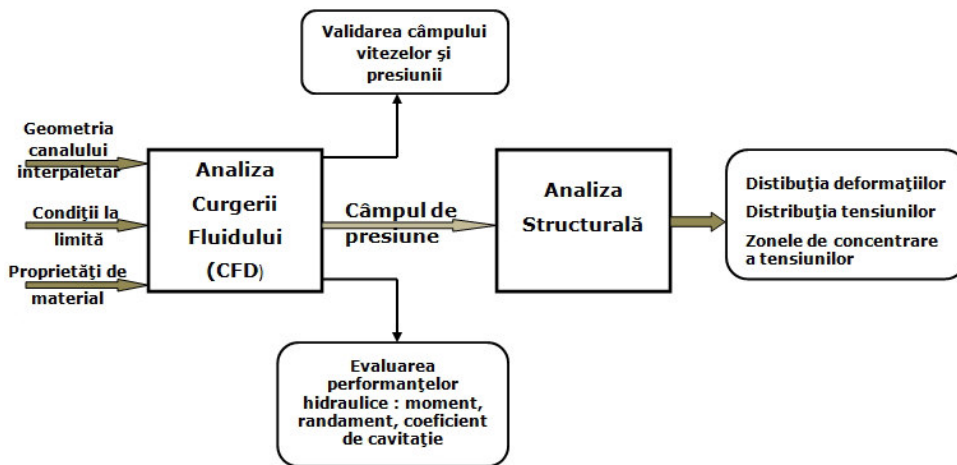 Validarea câmpului
vitezelor şi
presiunii
Geometria
canalului
interpaletar
Condiţii la
limită
Proprietăţi de
material
Analiza
Curgerii
Fluidului
(CFD)
Câmpul de
presiune
Analiza
Structurală
Distibuţia deformaţiilor
Distribuţia tensiunilor
Zonele de concentrare
a tensiunilor
Evaluarea
performanţelor
hidraulice : moment,
randament, coeficient
de cavitaţie